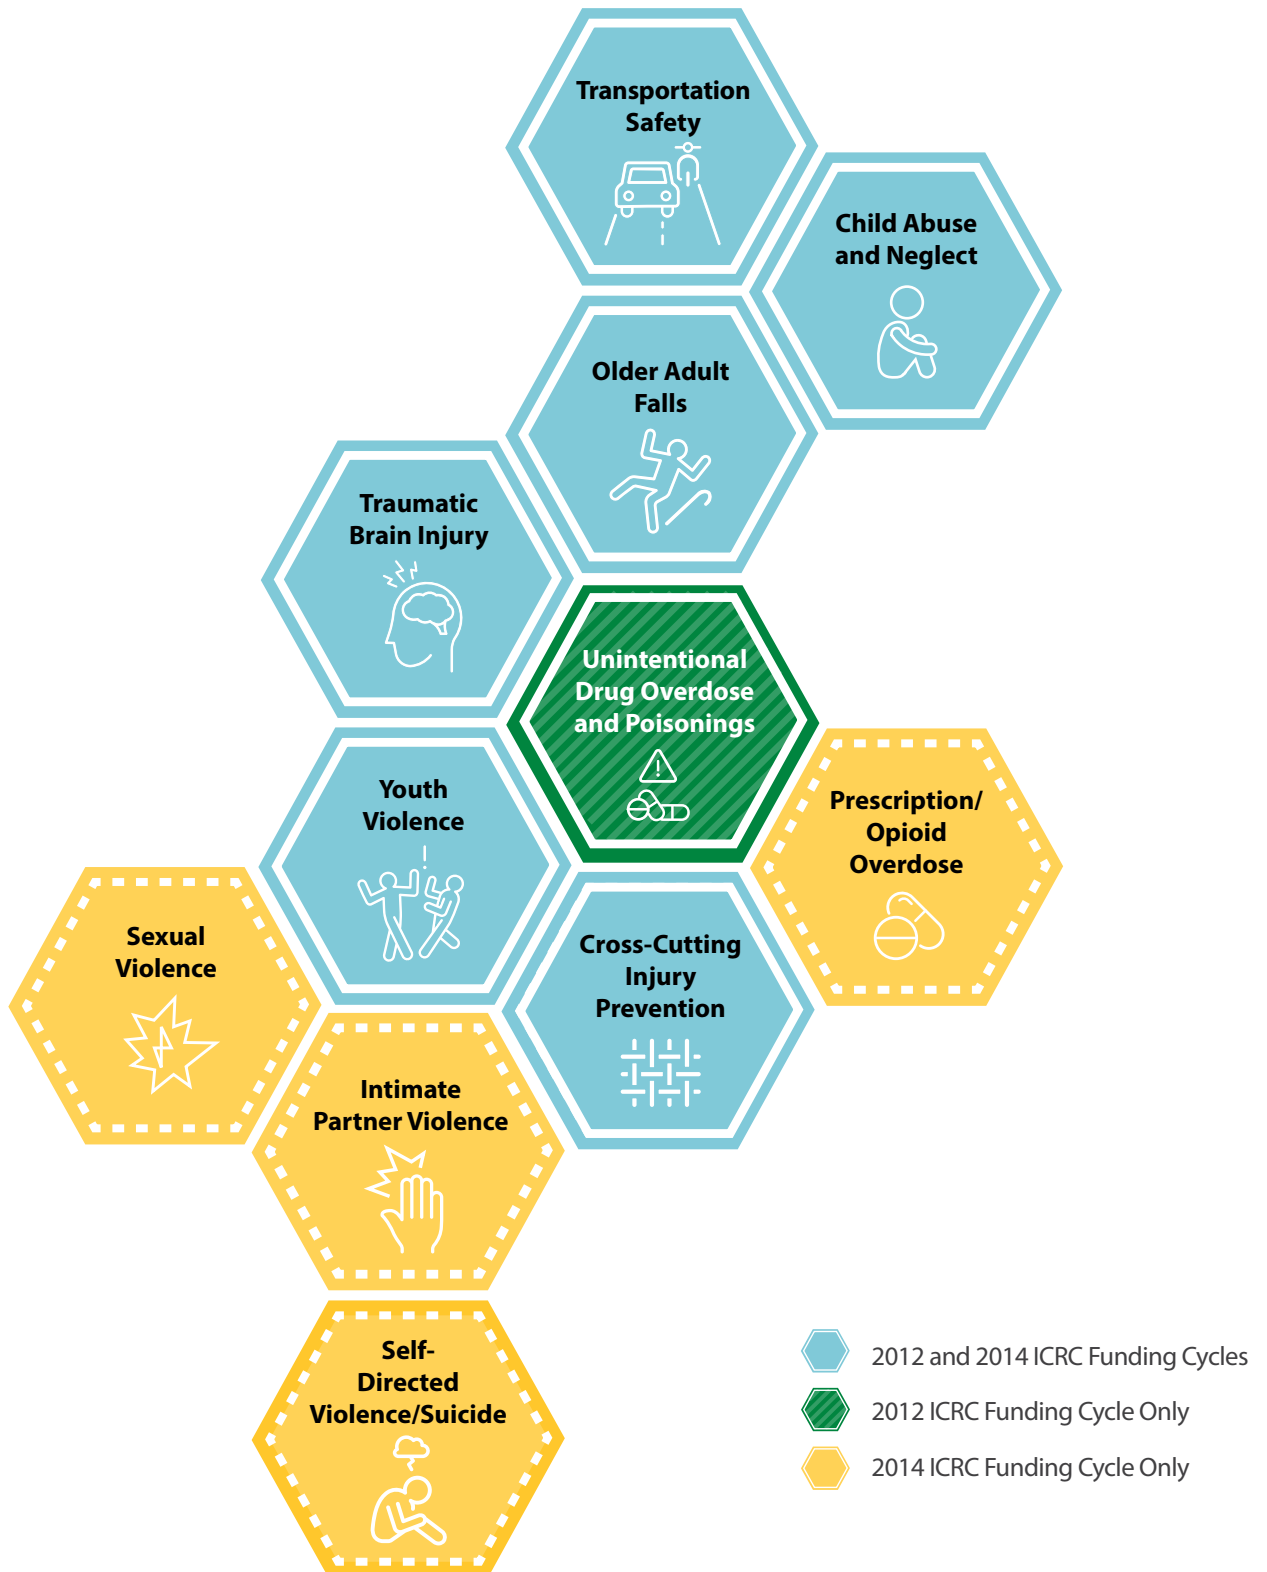 Transportation
Safety
Child Abuse
and Neglect
Older Adult
Falls
Traumatic
Brain Injury
Unintentional
Drug Overdose
and Poisonings
Youth
Violence
Prescription/
Opioid
Overdose
Sexual
Violence
Cross-Cutting
Injury
Prevention
Intimate
Partner Violence
Self-
Directed
Violence/Suicide
2012 and 2014 ICRC Funding Cycles
2012 ICRC Funding Cycle Only
2014 ICRC Funding Cycle Only